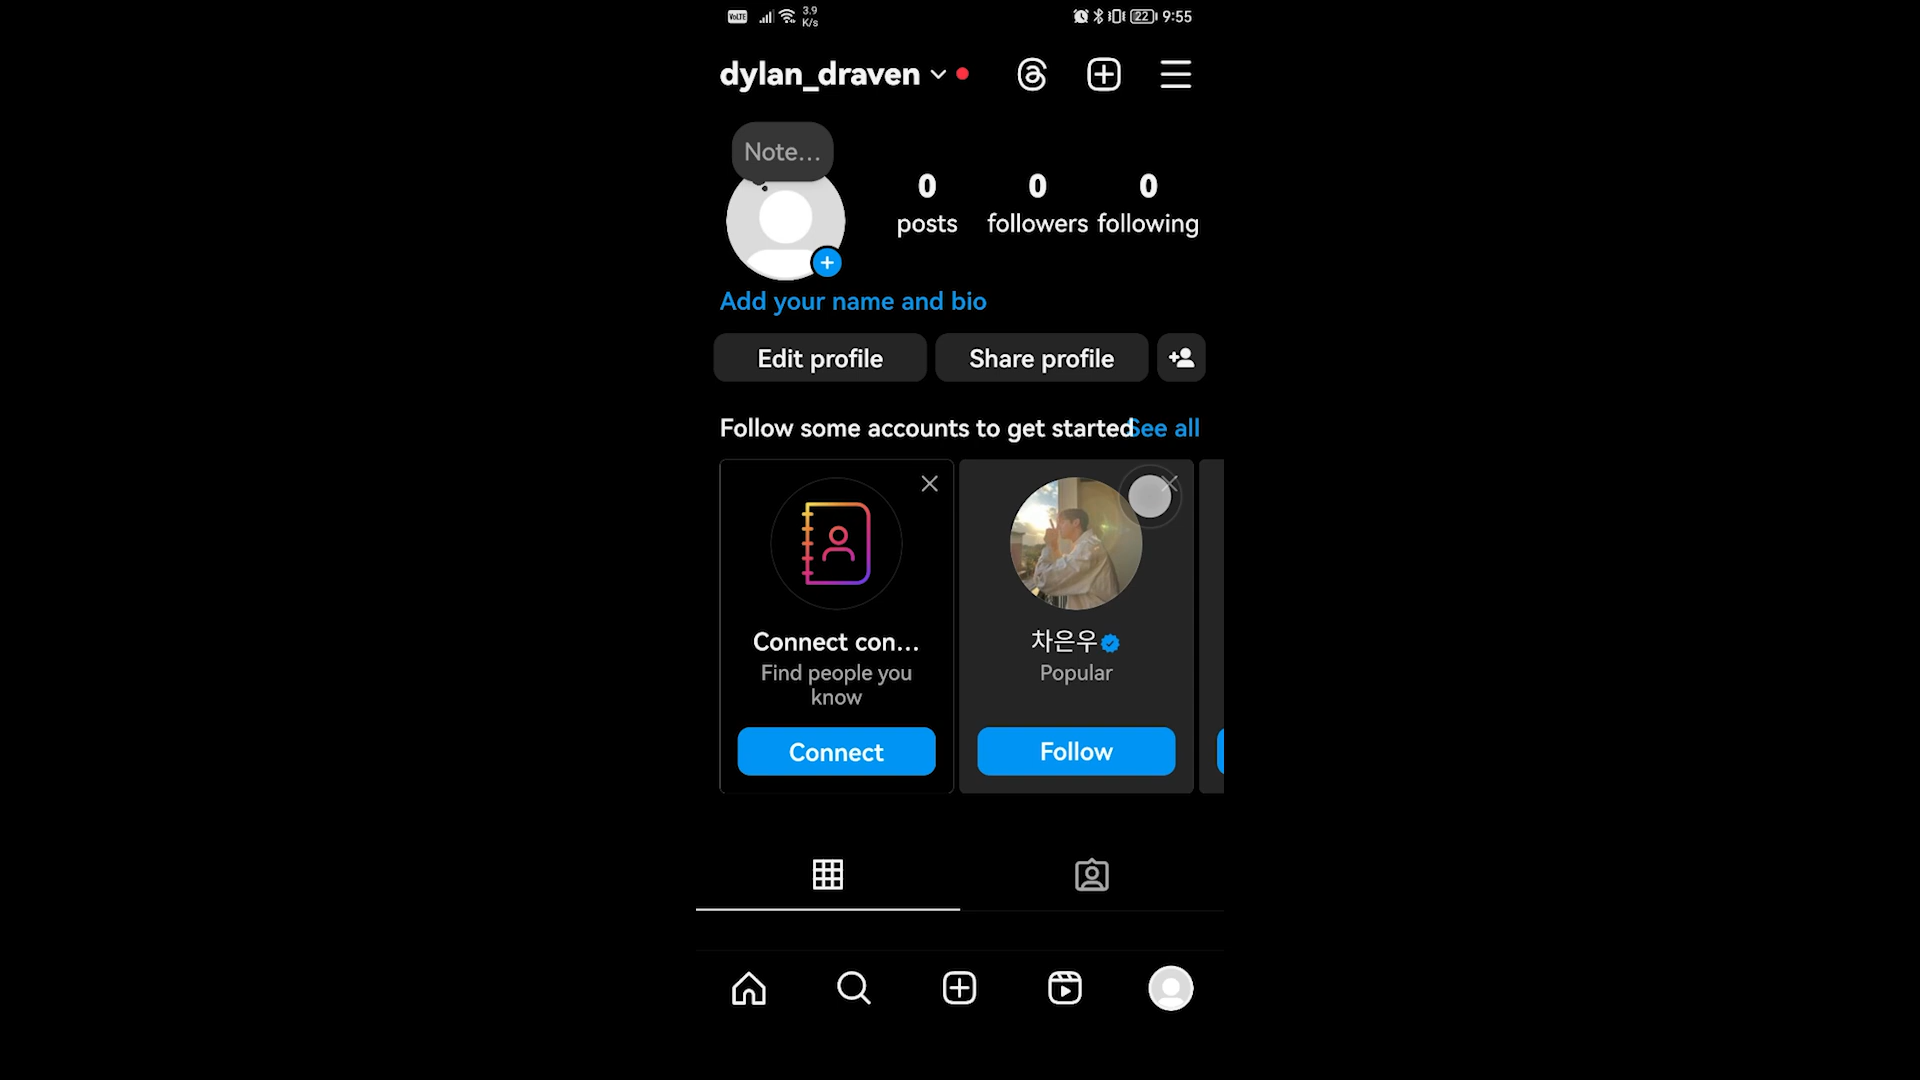 VoLTE 3.9 K/s 22 9:55
dylan_draven
Note...
0 0 0
posts followers following
Add your name and bio
Edit profile Share profile
Follow some accounts to get started See all
Connect con... 차은우
Find people you know Popular
Connect Follow